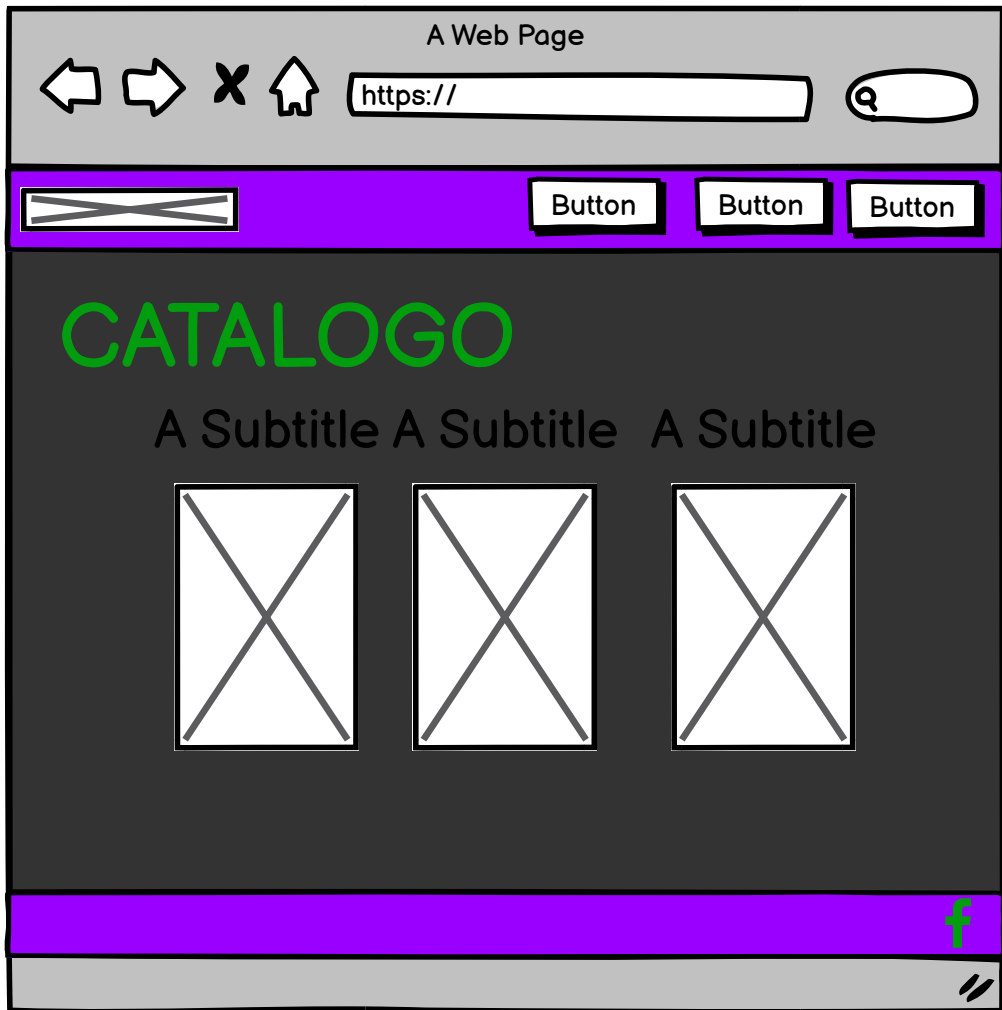 A Web Page
https://
Button Button Button
CATALOGO
A Subtitle A Subtitle A Subtitle
f